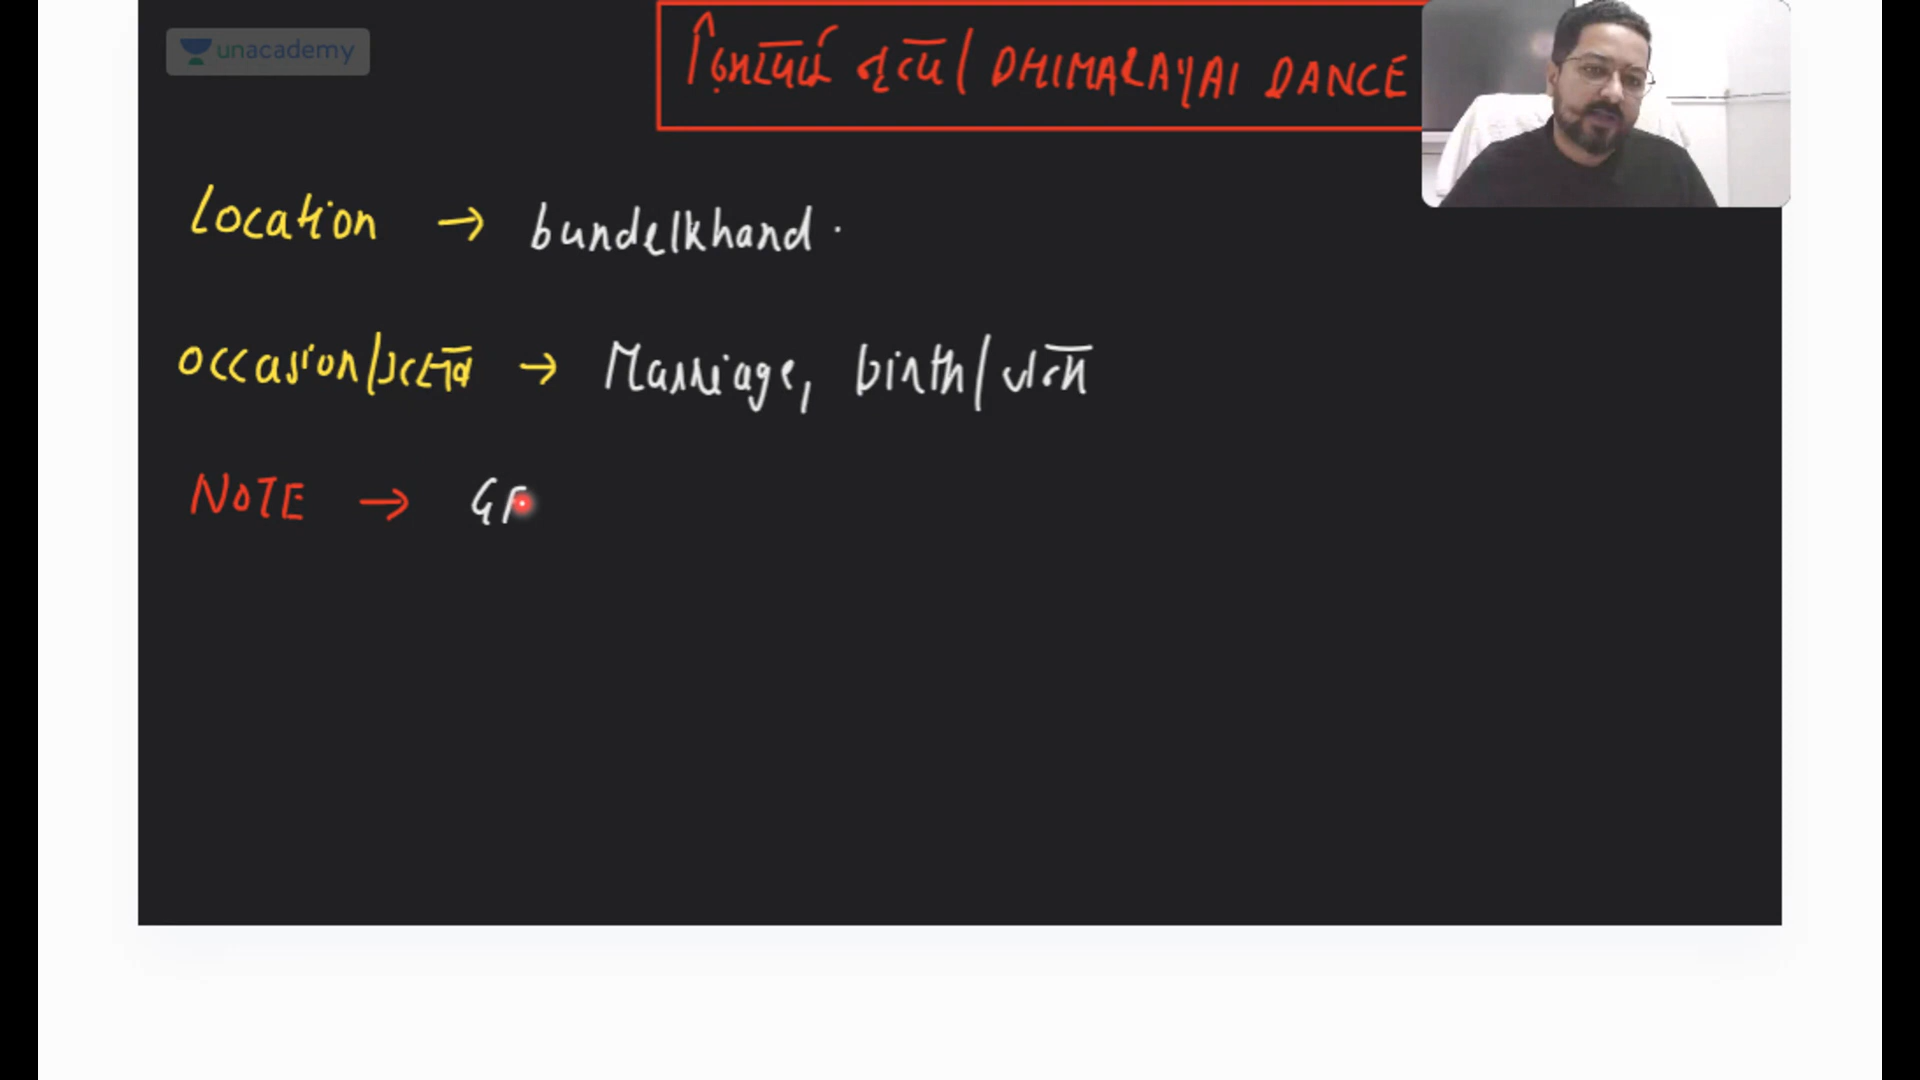 unacademy
ढिमरयाई नृत्य / DHIMARAYAI DANCE
Location → bundelkhand .
occasion/उत्सव → Marriage, birth/जन्म
NOTE →